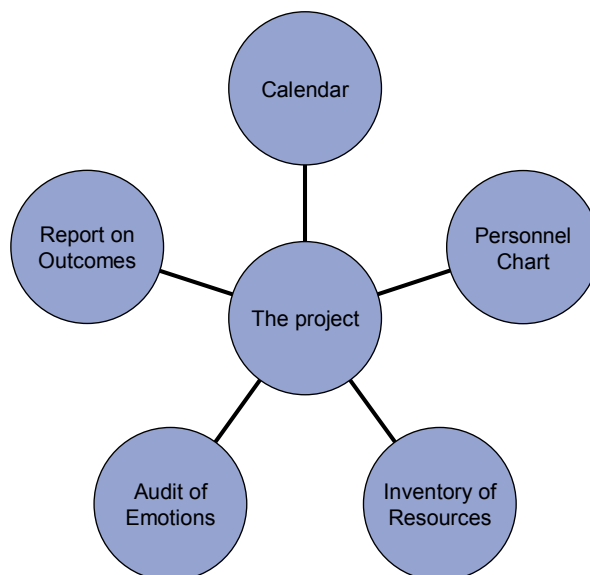 Calendar
Report on
Outcomes
Personnel
Chart
The project
Audit of
Emotions
Inventory of
Resources